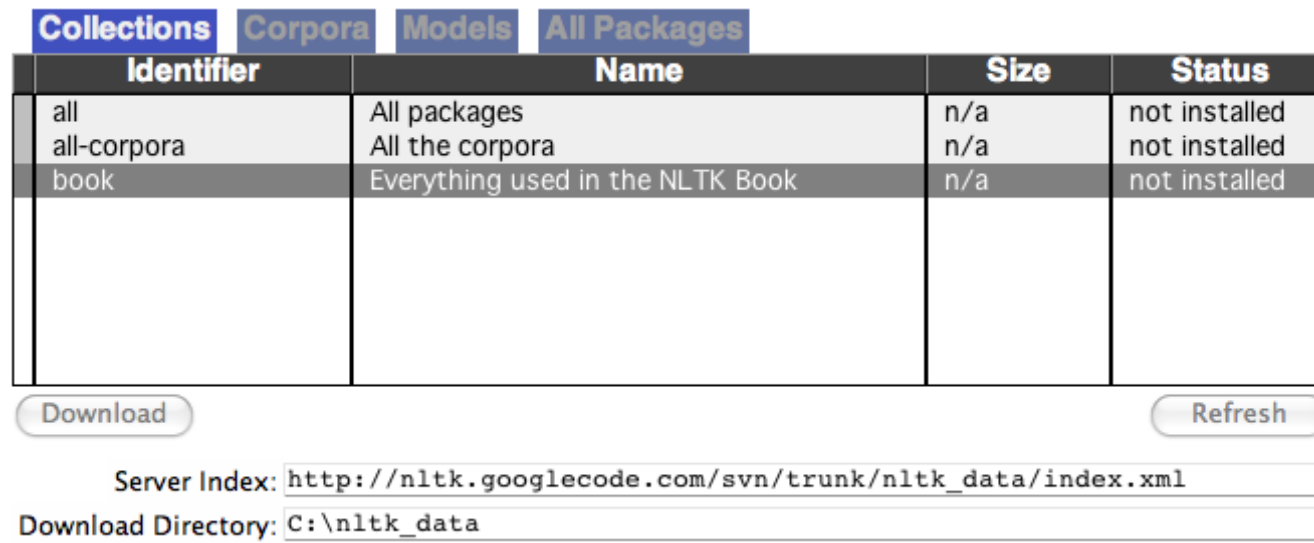 Collections Corpora Models All Packages
Identifier Name Size Status
all All packages n/a not installed
all-corpora All the corpora n/a not installed
book Everything used in the NLTK Book n/a not installed
Download Refresh
Server Index: http://nltk.googlecode.com/svn/trunk/nltk_data/index.xml
Download Directory: C:\nltk_data